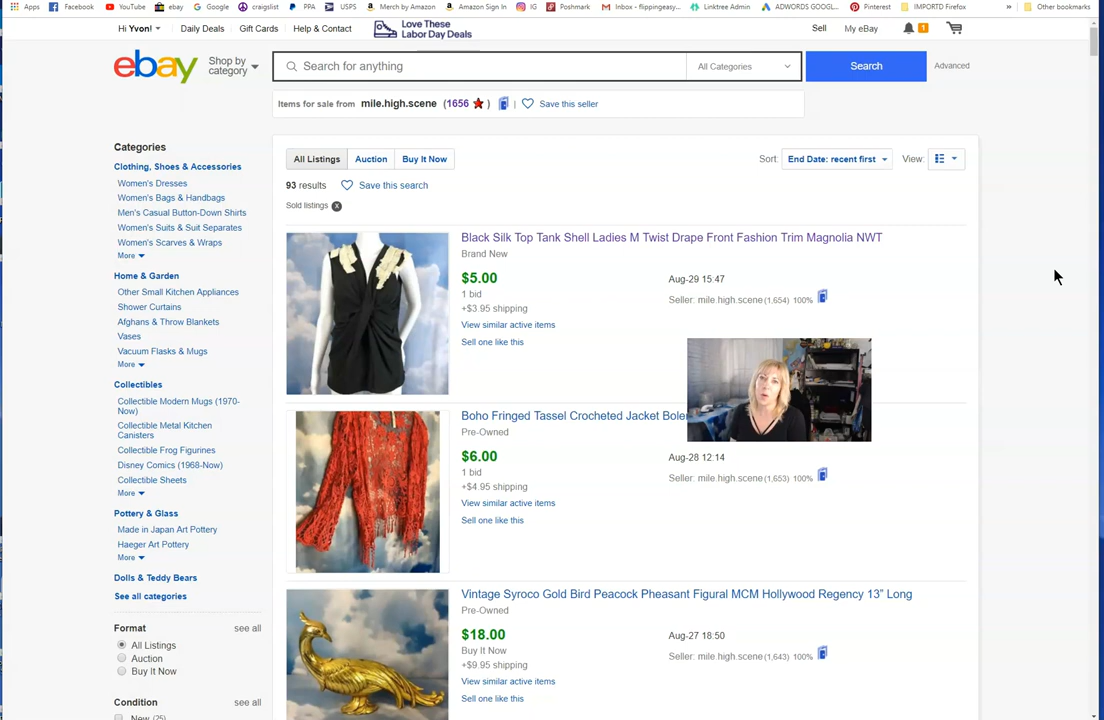 Apps Facebook YouTube ebay Google craigslist PPA USPS Merch by Amazon Amazon Sign In IG Poshmark Inbox - flippingeasy... Linktree Admin ADWORDS GOOGL... Pinterest IMPORTD Firefox » Other bookmarks
Hi Yvon! Daily Deals Gift Cards Help & Contact Love These Labor Day Deals Sell My eBay 1
ebay Shop by category Search for anything All Categories Search Advanced
Items for sale from mile.high.scene (1656 ) | Save this seller
Categories
Clothing, Shoes & Accessories
Women's Dresses
Women's Bags & Handbags
Men's Casual Button-Down Shirts
Women's Suits & Suit Separates
Women's Scarves & Wraps
More
Home & Garden
Other Small Kitchen Appliances
Shower Curtains
Afghans & Throw Blankets
Vases
Vacuum Flasks & Mugs
More
Collectibles
Collectible Modern Mugs (1970-
Now)
Collectible Metal Kitchen
Canisters
Collectible Frog Figurines
Disney Comics (1968-Now)
Collectible Sheets
More
Pottery & Glass
Made in Japan Art Pottery
Haeger Art Pottery
More
Dolls & Teddy Bears
See all categories
Format see all
All Listings
Auction
Buy It Now
Condition see all
New (25)
All Listings Auction Buy It Now Sort: End Date: recent first View:
93 results Save this search
Sold listings x
Black Silk Top Tank Shell Ladies M Twist Drape Front Fashion Trim Magnolia NWT
Brand New
$5.00 Aug-29 15:47
1 bid Seller: mile.high.scene (1,654) 100%
+$3.95 shipping
View similar active items
Sell one like this
Boho Fringed Tassel Crocheted Jacket Boler
Pre-Owned
$6.00 Aug-28 12:14
1 bid Seller: mile.high.scene (1,653) 100%
+$4.95 shipping
View similar active items
Sell one like this
Vintage Syroco Gold Bird Peacock Pheasant Figural MCM Hollywood Regency 13" Long
Pre-Owned
$18.00 Aug-27 18:50
Buy It Now Seller: mile.high.scene (1,643) 100%
+$9.95 shipping
View similar active items
Sell one like this